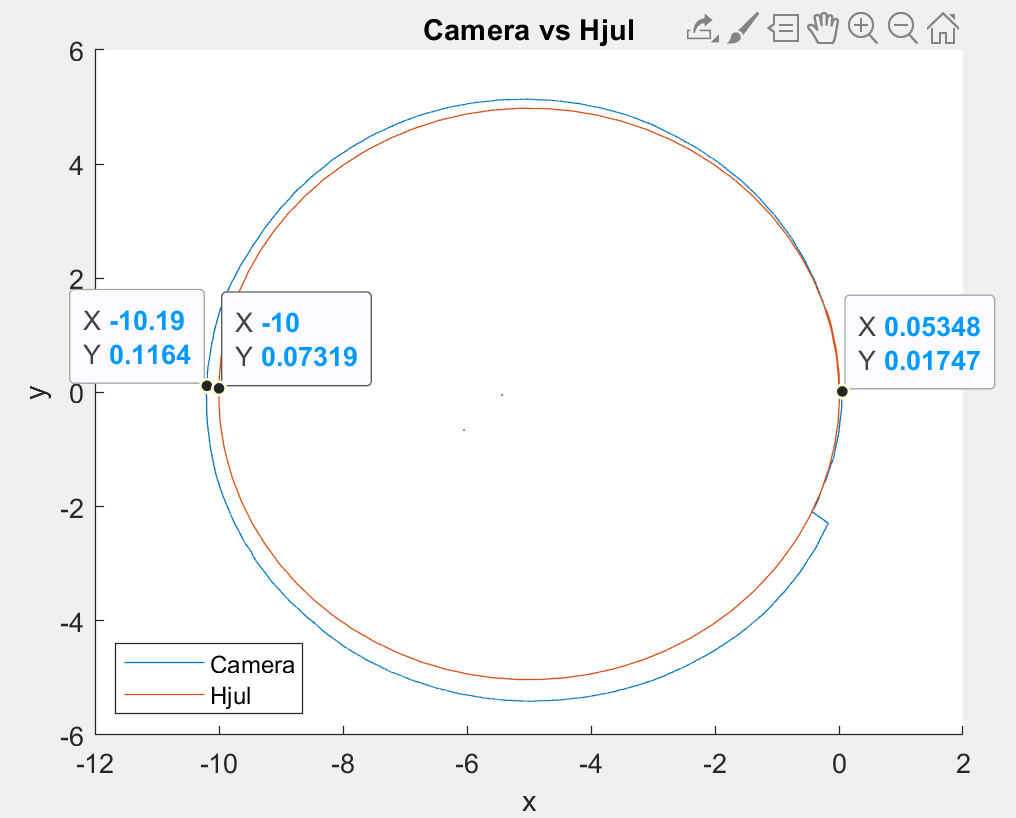 Camera vs Hjul
6
4
2
0
-2
-4
-6
y
X -10.19
Y 0.1164
X -10
Y 0.07319
X 0.05348
Y 0.01747
Camera
Hjul
-12 -10 -8 -6 -4 -2 0 2
x